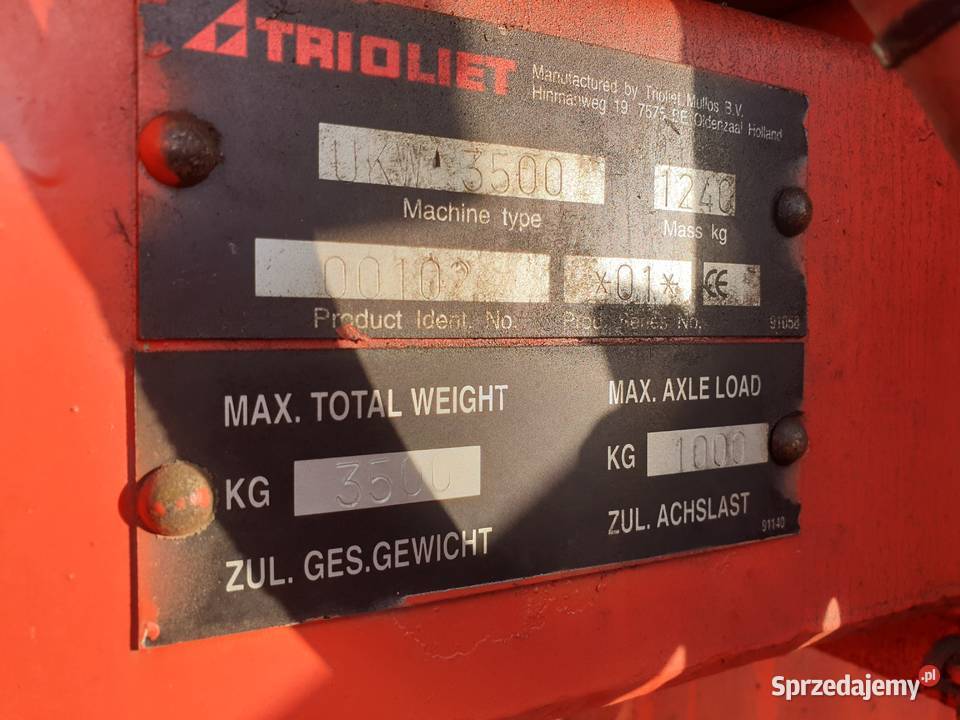 TRIOLIET
Manufactured by Trioliet Mullos B.V.
Hinmanweg 19 7575 BE Oldenzaal Holland
UKW 3500
1240
Machine type
Mass kg
00102
*01*
CE
Product Ident. No.
Prod. Series No.
91050
MAX. TOTAL WEIGHT
MAX. AXLE LOAD
KG 3500
KG 1000
ZUL. GES.GEWICHT
ZUL. ACHSLAST
91140
Sprzedajemy.pl